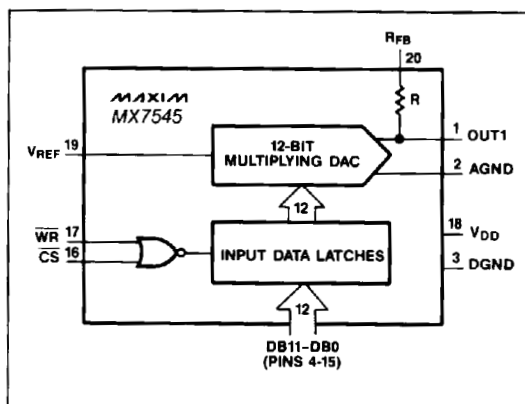 RFB
20
MAXIM
MX7545
R
VREF 19
12-BIT
MULTIPLYING DAC
1 OUT1
2 AGND
12
18 VDD
WR 17
CS 16
INPUT DATA LATCHES
3 DGND
12
DB11–DB0
(PINS 4-15)